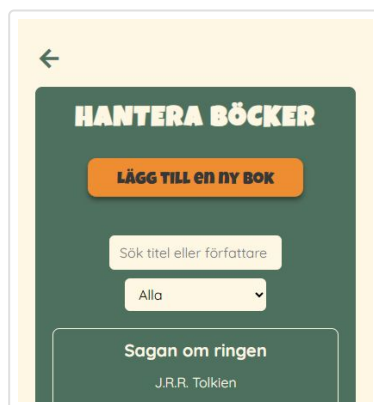 HANTERA BÖCKER
LÄGG TILL en ny BOK
Sök titel eller författare
Alla
Sagan om ringen
J.R.R. Tolkien